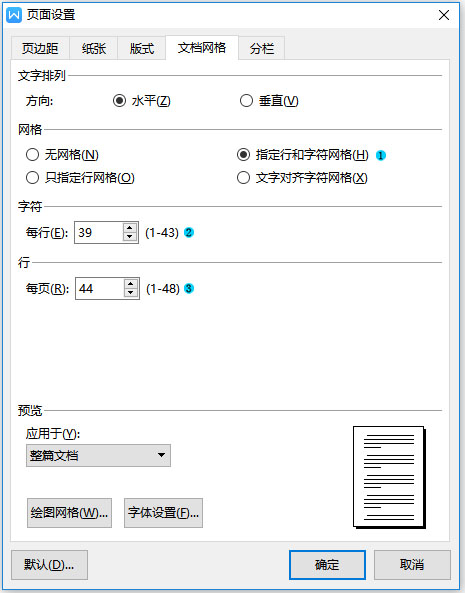 页面设置
页边距 纸张 版式 文档网格 分栏
文字排列
方向: 水平(Z) 垂直(V)
网格
无网格(N) 指定行和字符网格(H) 1
只指定行网格(O) 文字对齐字符网格(X)
字符
每行(E): 39 (1-43) 2
行
每页(R): 44 (1-48) 3
预览
应用于(Y):
整篇文档
绘图网格(W)... 字体设置(F)...
默认(D)... 确定 取消